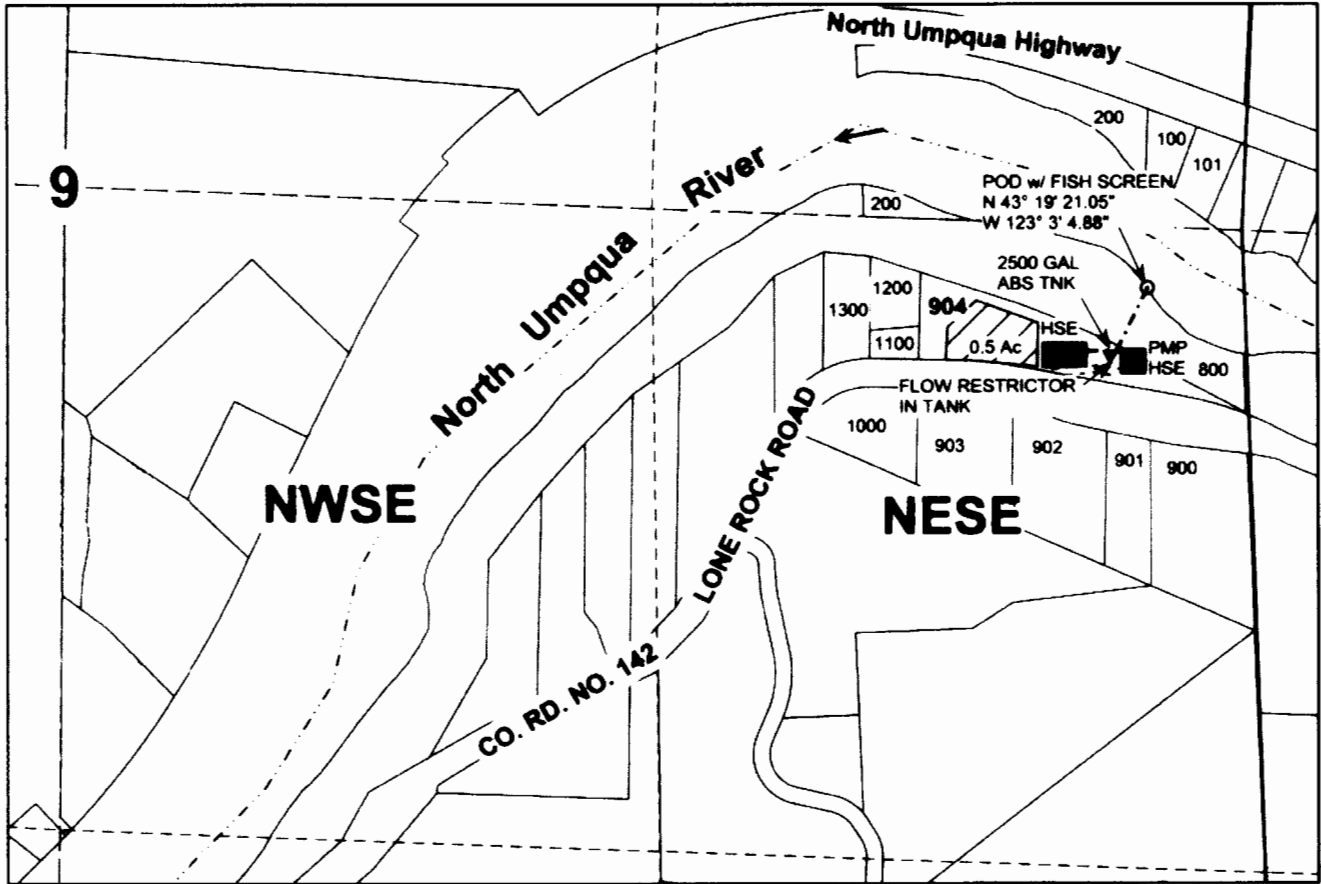 North Umpqua Highway
200
100
101
9
River
Umpqua
North
POD w/ FISH SCREEN
N 43° 19' 21.05"
W 123° 3' 4.88"
200
2500 GAL
ABS TNK
1300
1200
1100
904
0.5 Ac
HSE
PMP
HSE
800
FLOW RESTRICTOR
IN TANK
1000
903
902
901
900
NWSE
NESE
LONE ROCK ROAD
CO. RD. NO. 142